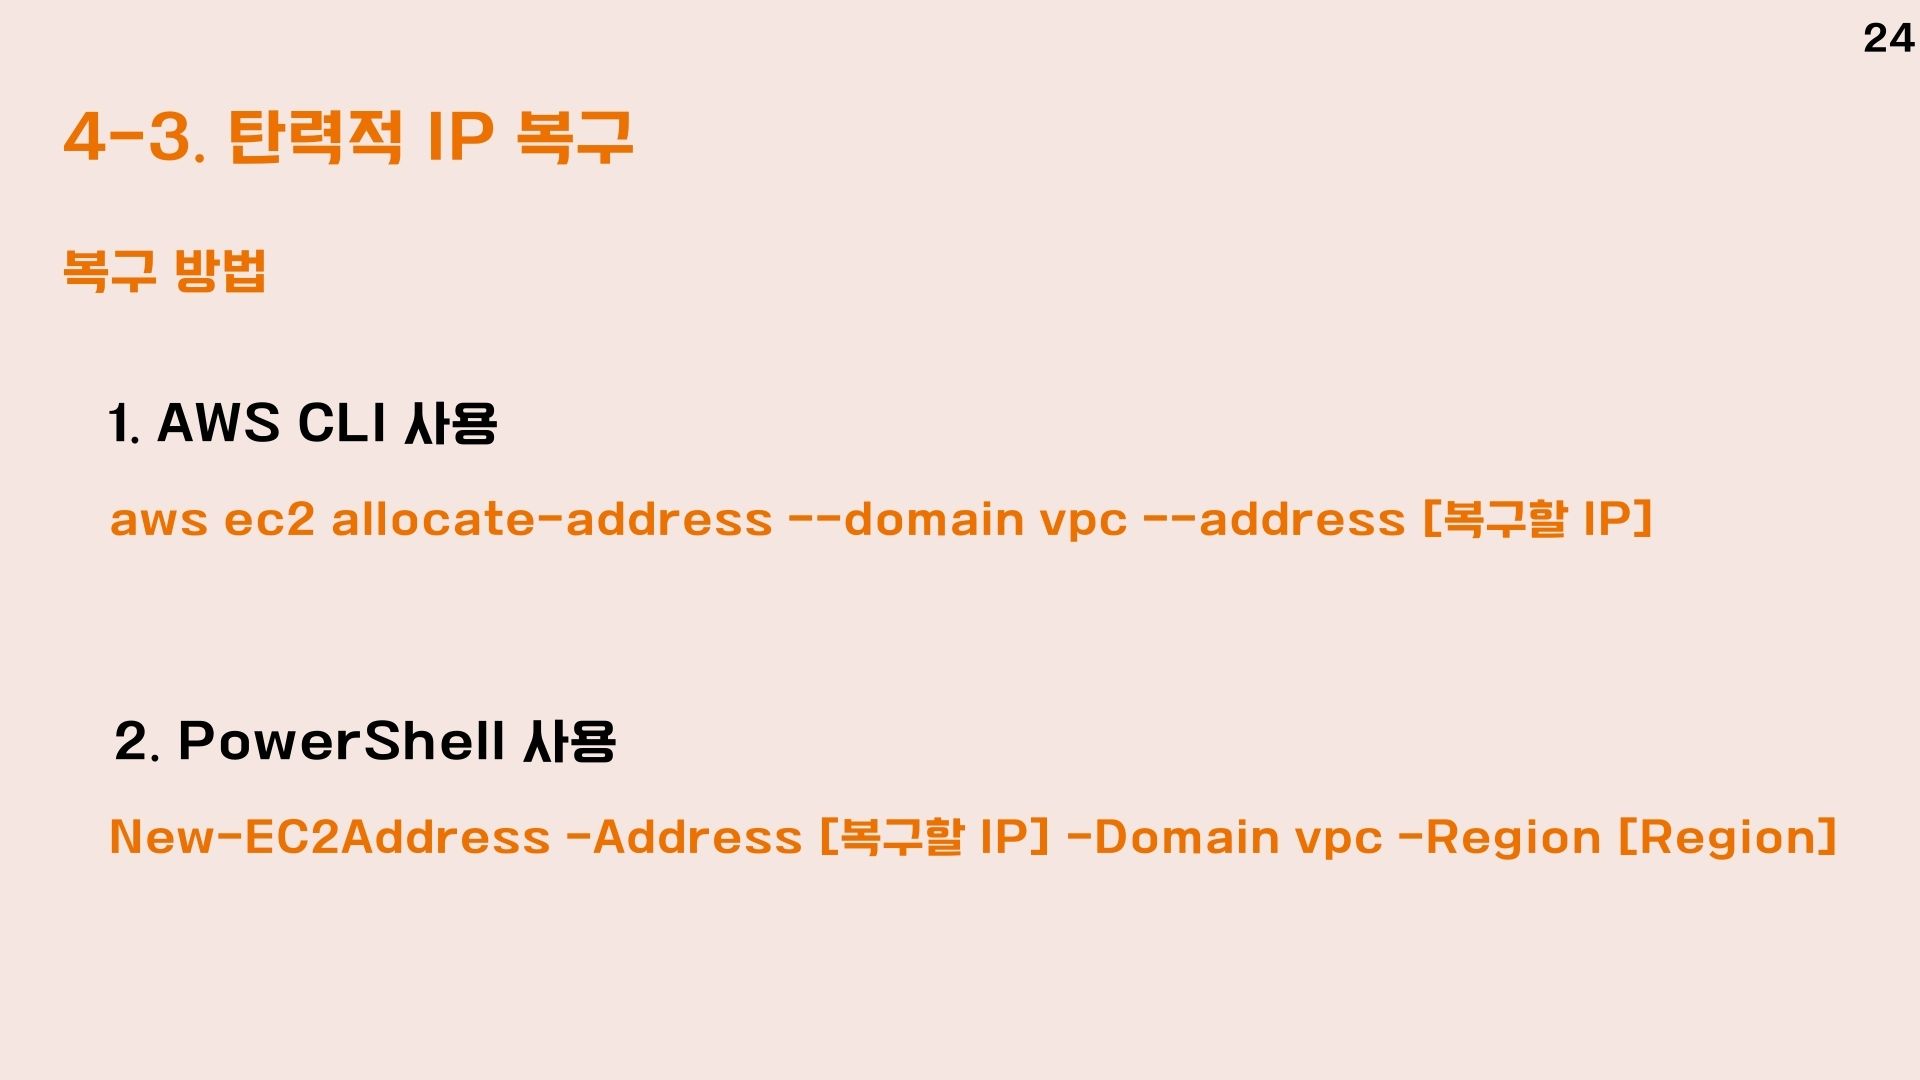 24
4-3. 탄력적 IP 복구
복구 방법
1. AWS CLI 사용
aws ec2 allocate-address --domain vpc --address [복구할 IP]
2. PowerShell 사용
New-EC2Address -Address [복구할 IP] -Domain vpc -Region [Region]